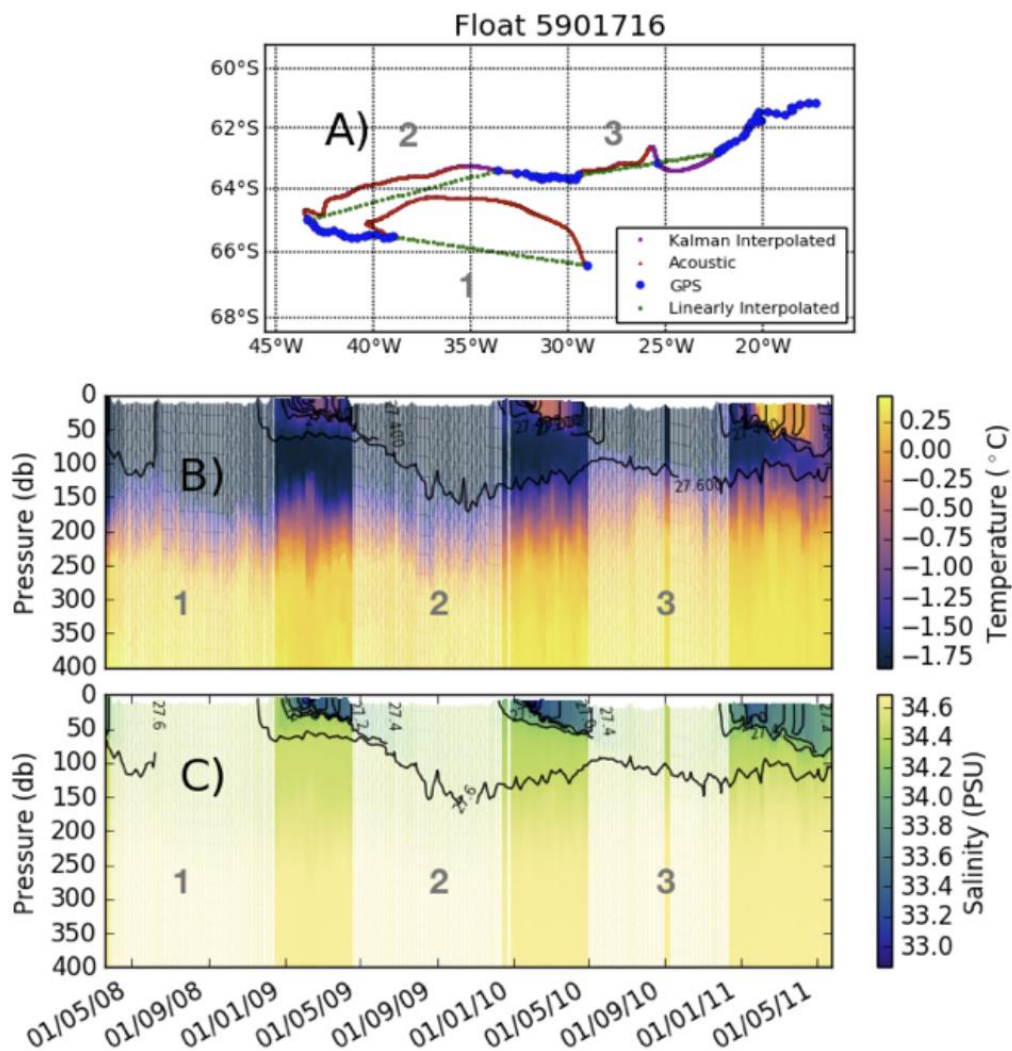 Float 5901716
60°S
62°S
64°S
66°S
68°S
A)
2
3
1
Kalman Interpolated
Acoustic
GPS
Linearly Interpolated
45°W 40°W 35°W 30°W 25°W 20°W
0
50
100
150
200
250
300
350
400
Pressure (db)
B)
27.400
27.600
1 2 3
0.25
0.00
−0.25
−0.50
−0.75
−1.00
−1.25
−1.50
−1.75
Temperature (°C)
0
50
100
150
200
250
300
350
400
Pressure (db)
C)
27.6
27.4
27.4
1 2 3
34.6
34.4
34.2
34.0
33.8
33.6
33.4
33.2
33.0
Salinity (PSU)
01/05/08 01/09/08 01/01/09 01/05/09 01/09/09 01/01/10 01/05/10 01/09/10 01/01/11 01/05/11